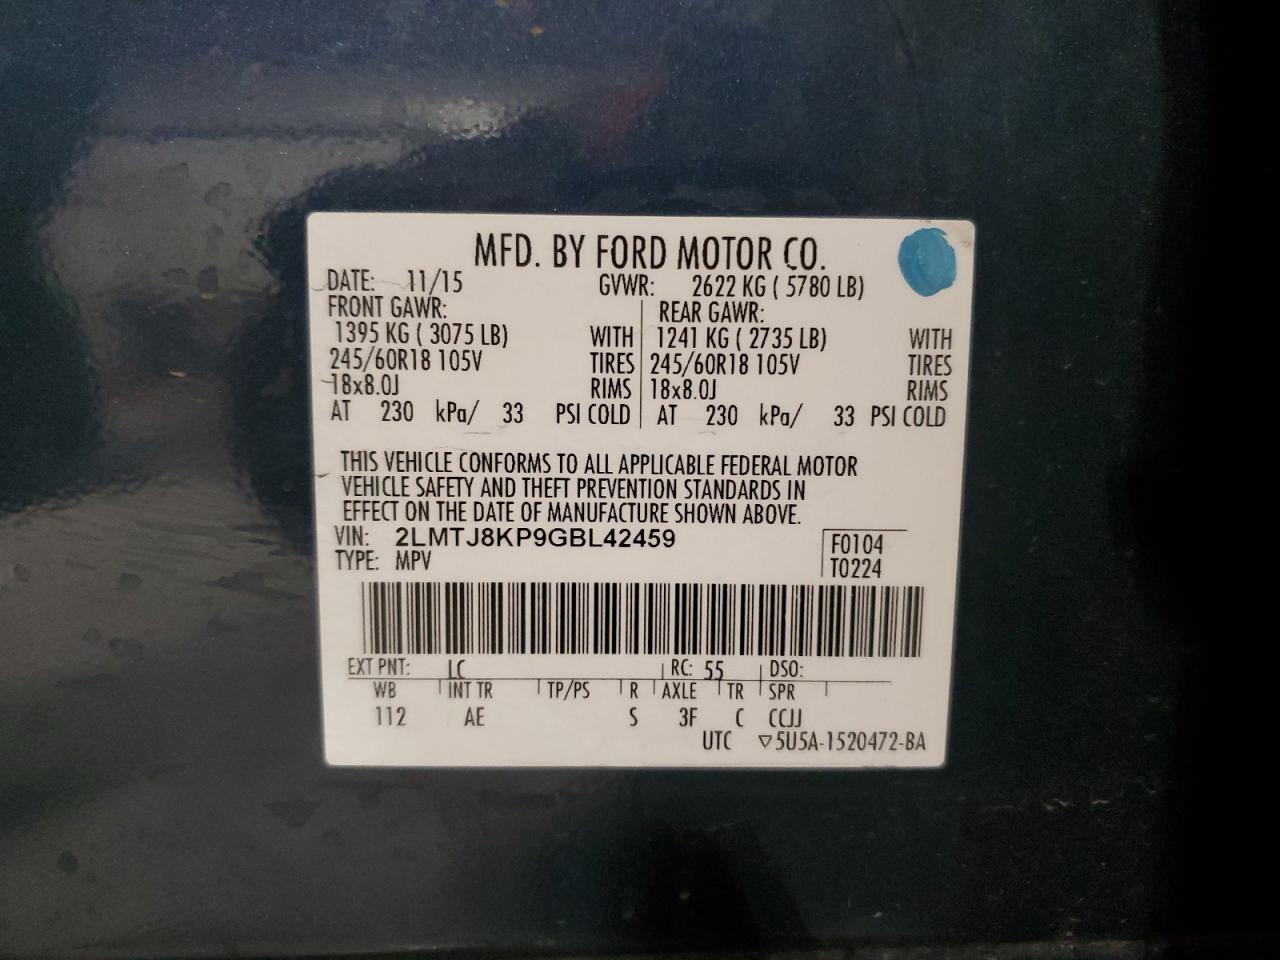 MFD. BY FORD MOTOR CO.
DATE: 11/15 GVWR: 2622 KG ( 5780 LB)
FRONT GAWR: REAR GAWR:
1395 KG ( 3075 LB) WITH 1241 KG ( 2735 LB) WITH
245/60R18 105V TIRES 245/60R18 105V TIRES
18x8.0J RIMS 18x8.0J RIMS
AT 230 kPa/ 33 PSI COLD AT 230 kPa/ 33 PSI COLD
THIS VEHICLE CONFORMS TO ALL APPLICABLE FEDERAL MOTOR
VEHICLE SAFETY AND THEFT PREVENTION STANDARDS IN
EFFECT ON THE DATE OF MANUFACTURE SHOWN ABOVE.
VIN: 2LMTJ8KP9GBL42459 F0104
TYPE: MPV T0224
EXT PNT: LC RC: 55 DSO:
WB INT TR TP/PS R AXLE TR SPR
112 AE S 3F C CCJJ
UTC ▽5U5A-1520472-BA